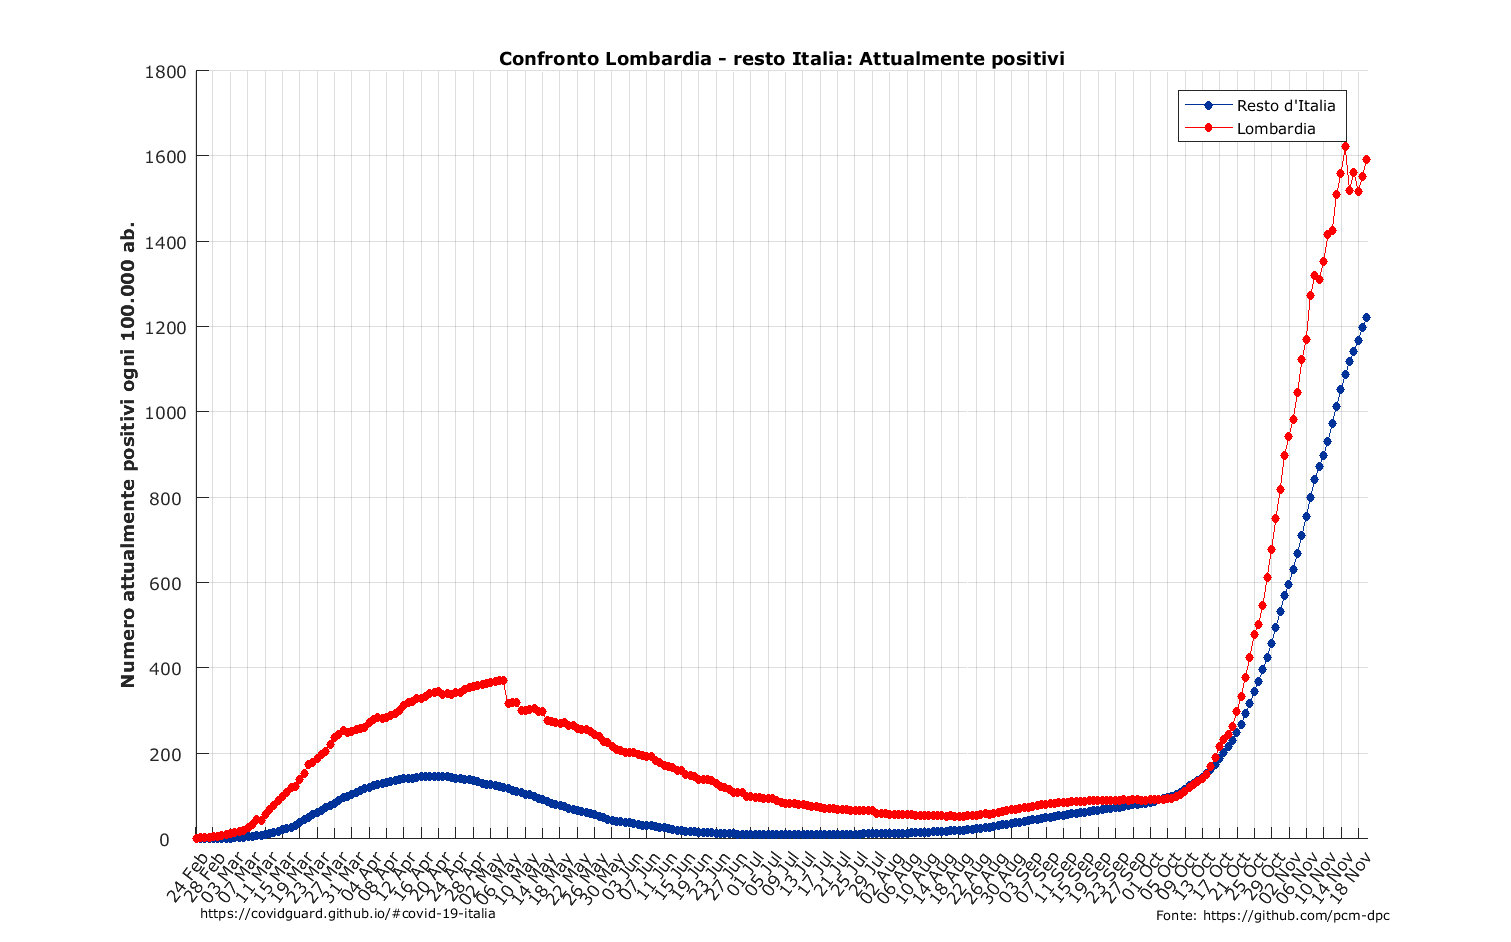 Confronto Lombardia - resto Italia: Attualmente positivi
Resto d'Italia
Lombardia
Numero attualmente positivi ogni 100.000 ab.
1800
1600
1400
1200
1000
800
600
400
200
0
24 Feb
28 Feb
03 Mar
07 Mar
11 Mar
15 Mar
19 Mar
23 Mar
27 Mar
31 Mar
04 Apr
08 Apr
12 Apr
16 Apr
20 Apr
24 Apr
28 Apr
02 May
06 May
10 May
14 May
18 May
22 May
26 May
30 May
03 Jun
07 Jun
11 Jun
15 Jun
19 Jun
23 Jun
27 Jun
01 Jul
05 Jul
09 Jul
13 Jul
17 Jul
21 Jul
25 Jul
29 Jul
02 Aug
06 Aug
10 Aug
14 Aug
18 Aug
22 Aug
26 Aug
30 Aug
03 Sep
07 Sep
11 Sep
15 Sep
19 Sep
23 Sep
27 Sep
01 Oct
05 Oct
09 Oct
13 Oct
17 Oct
21 Oct
25 Oct
29 Oct
02 Nov
06 Nov
10 Nov
14 Nov
18 Nov
https://covidguard.github.io/#covid-19-italia
Fonte: https://github.com/pcm-dpc